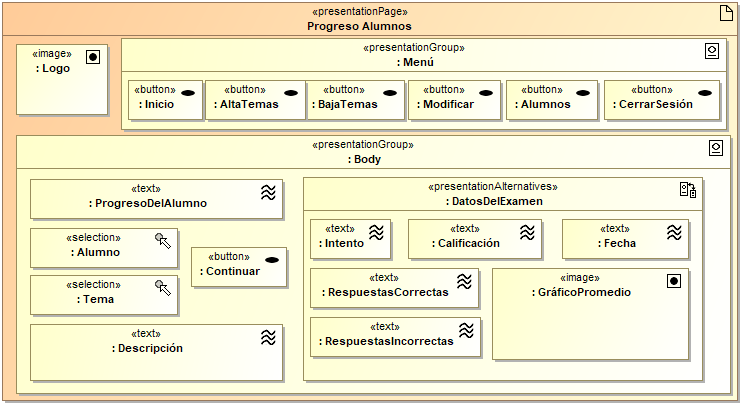 «presentationPage»
Progreso Alumnos
«image»
: Logo
«presentationGroup»
: Menú
«button»
: Inicio
«button»
: AltaTemas
«button»
: BajaTemas
«button»
: Modificar
«button»
: Alumnos
«button»
: CerrarSesión
«presentationGroup»
: Body
«text»
: ProgresoDelAlumno
«selection»
: Alumno
«button»
: Continuar
«selection»
: Tema
«text»
: Descripción
«presentationAlternatives»
: DatosDelExamen
«text»
: Intento
«text»
: Calificación
«text»
: Fecha
«text»
: RespuestasCorrectas
«image»
: GráficoPromedio
«text»
: RespuestasIncorrectas